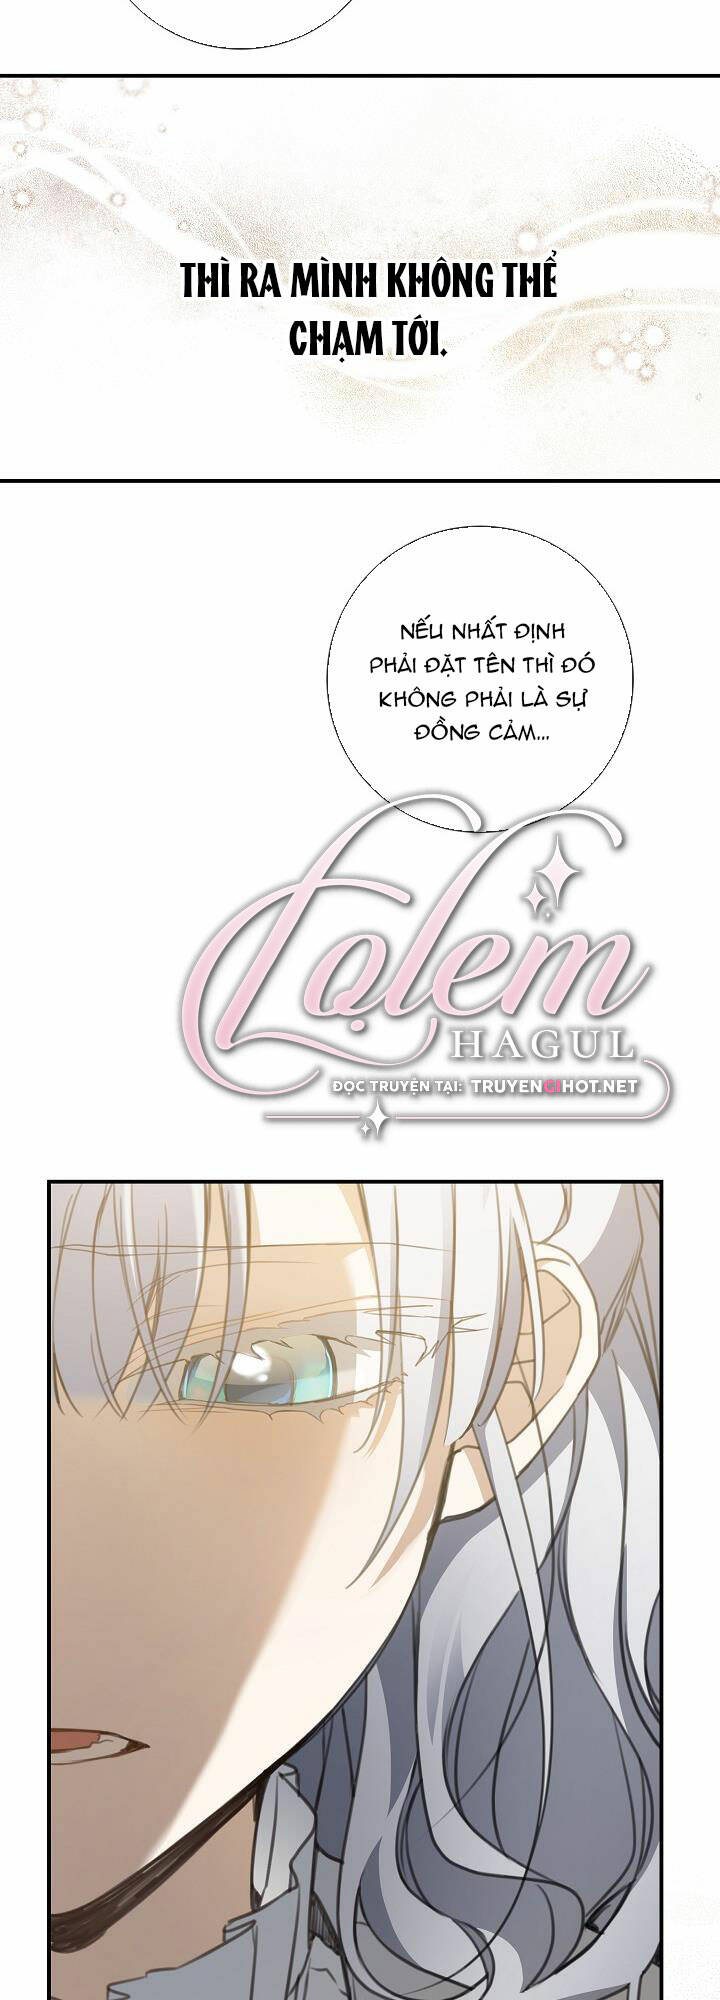 THÌ RA MÌNH KHÔNG THỂ
CHẠM TỚI.
NẾU NHẤT ĐỊNH
PHẢI ĐẶT TÊN THÌ ĐÓ
KHÔNG PHẢI LÀ SỰ
ĐỒNG CẢM...
Lọlem
HAGUL
ĐỌC TRUYỆN TẠI: TRUYENGIHOT.NET